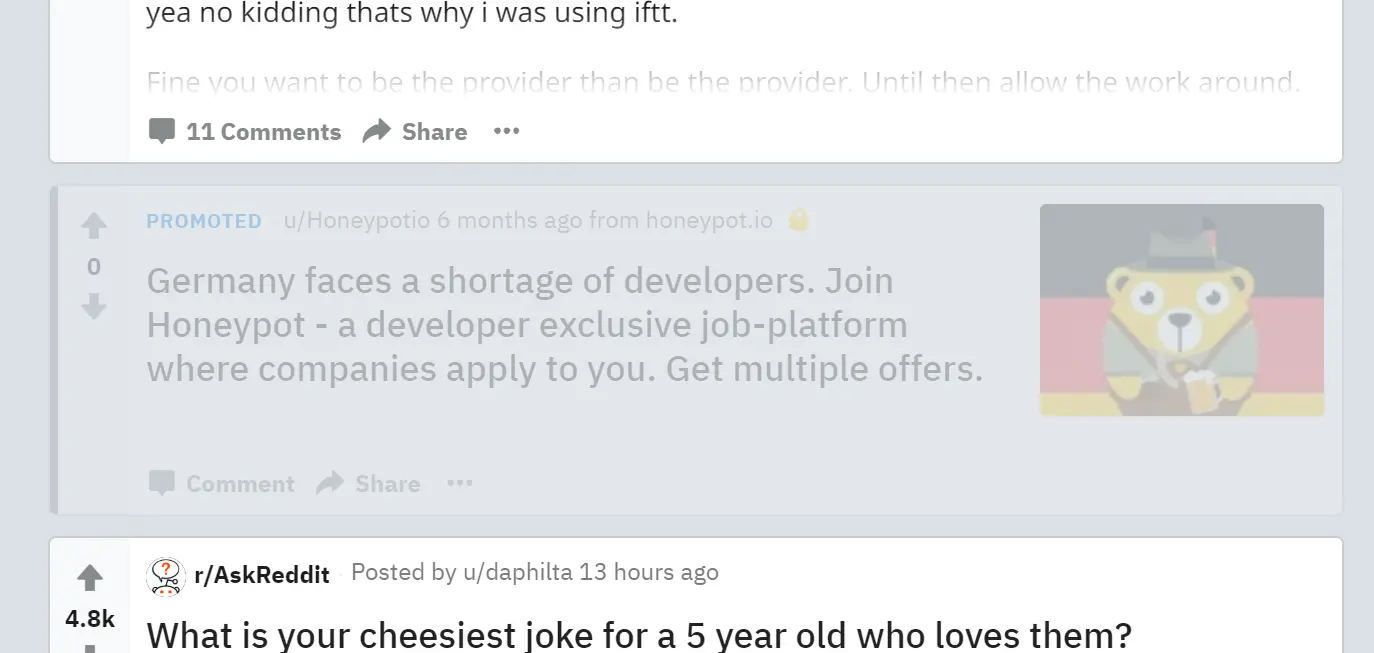 yea no kidding thats why i was using iftt.
Fine you want to be the provider than be the provider. Until then allow the work around.
11 Comments Share
PROMOTED u/Honeypotio 6 months ago from honeypot.io
0
Germany faces a shortage of developers. Join
Honeypot - a developer exclusive job-platform
where companies apply to you. Get multiple offers.
Comment Share
r/AskReddit · Posted by u/daphilta 13 hours ago
4.8k
What is your cheesiest joke for a 5 year old who loves them?